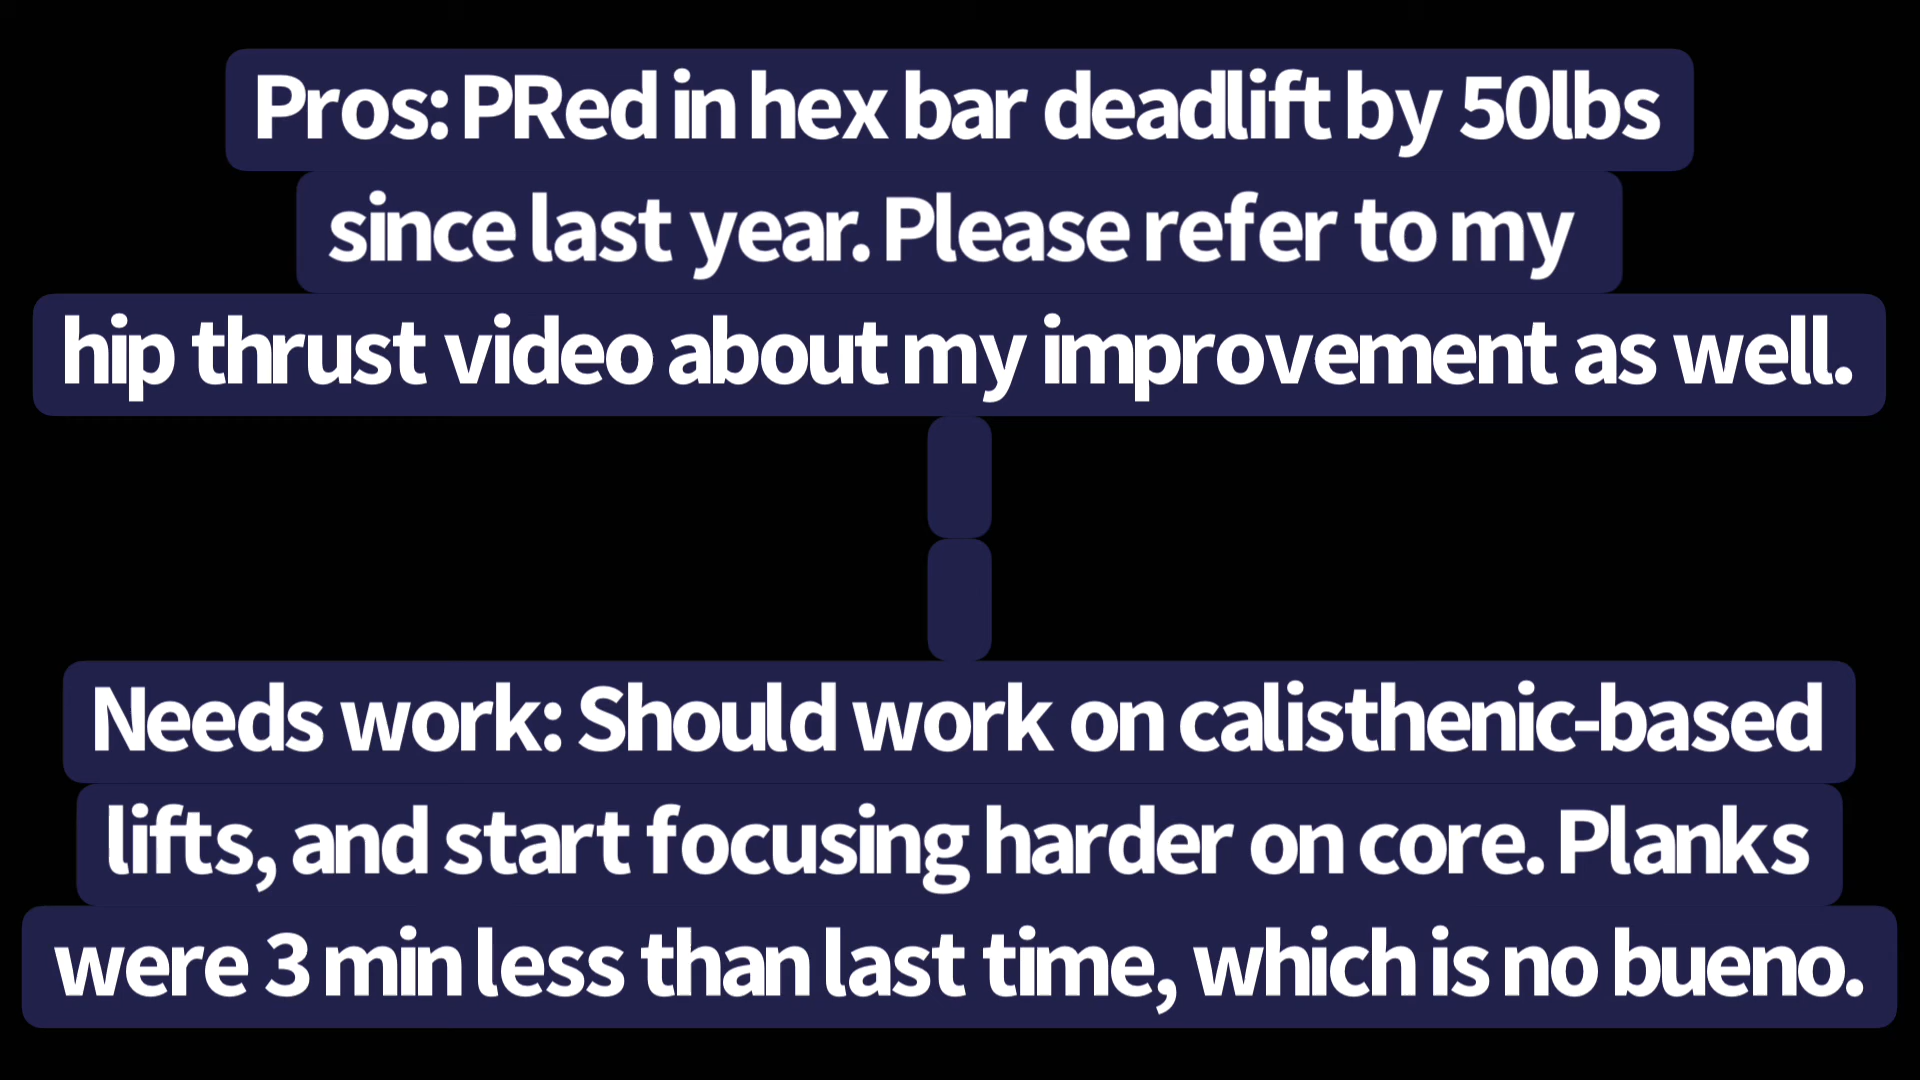 Pros: PRed in hex bar deadlift by 50lbs
since last year. Please refer to my
hip thrust video about my improvement as well.
Needs work: Should work on calisthenic-based
lifts, and start focusing harder on core. Planks
were 3 min less than last time, which is no bueno.